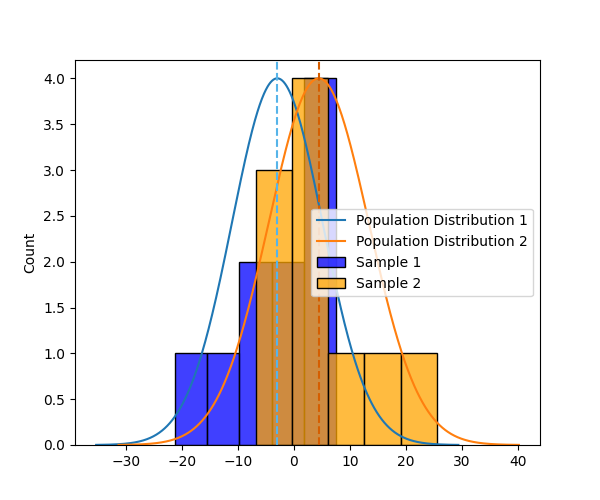 4.0
3.5
3.0
2.5
2.0
1.5
1.0
0.5
0.0
Count
Population Distribution 1
Population Distribution 2
Sample 1
Sample 2
−30 −20 −10 0 10 20 30 40